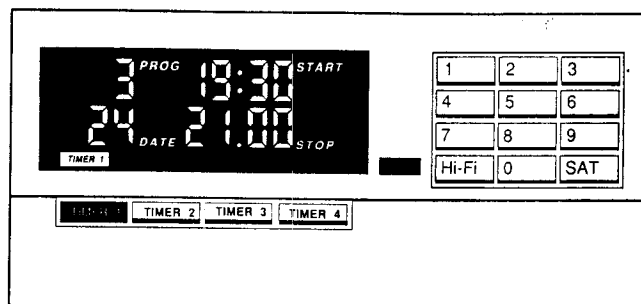 3 PROG 19:30 START
24 DATE 21.00 STOP
TIMER 1
1 2 3
4 5 6
7 8 9
Hi-Fi 0 SAT
TIMER 2 TIMER 3 TIMER 4